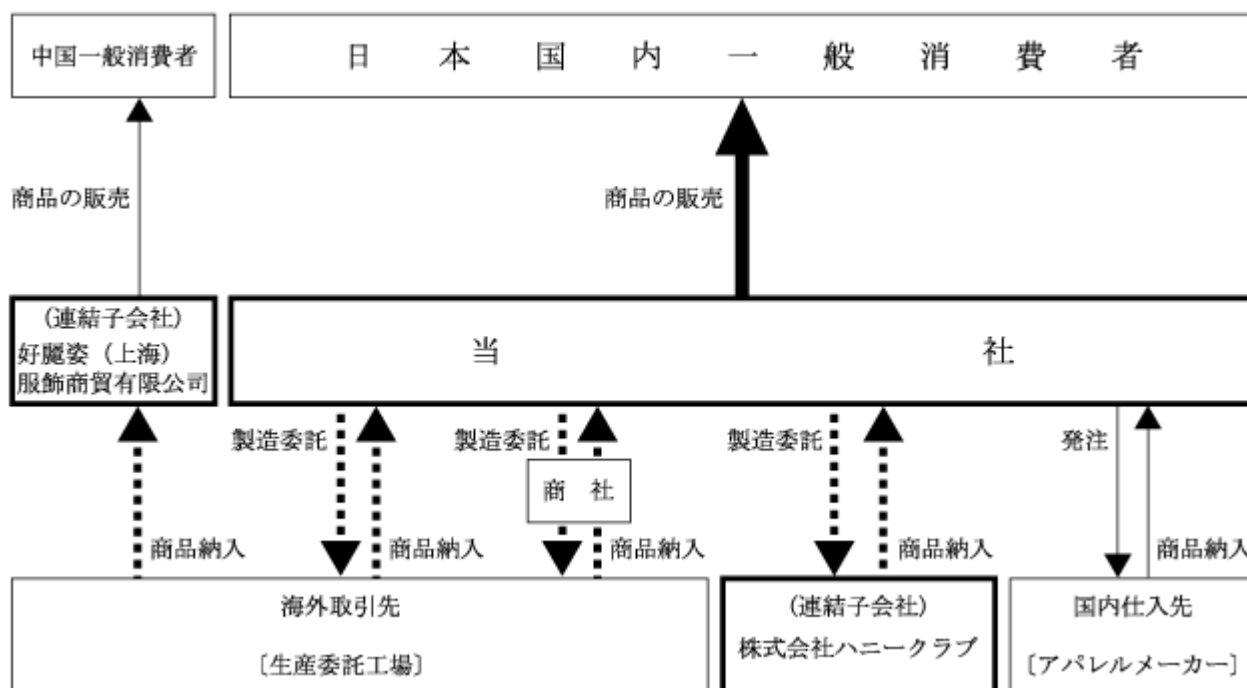 中国一般消費者
日本国内一般消費者
商品の販売
商品の販売
(連結子会社)
好麗姿(上海)
服飾商貿有限公司
当社
製造委託
製造委託
製造委託
発注
商社
商品納入
商品納入
商品納入
商品納入
商品納入
海外取引先
〔生産委託工場〕
(連結子会社)
株式会社ハニークラブ
国内仕入先
〔アパレルメーカー〕